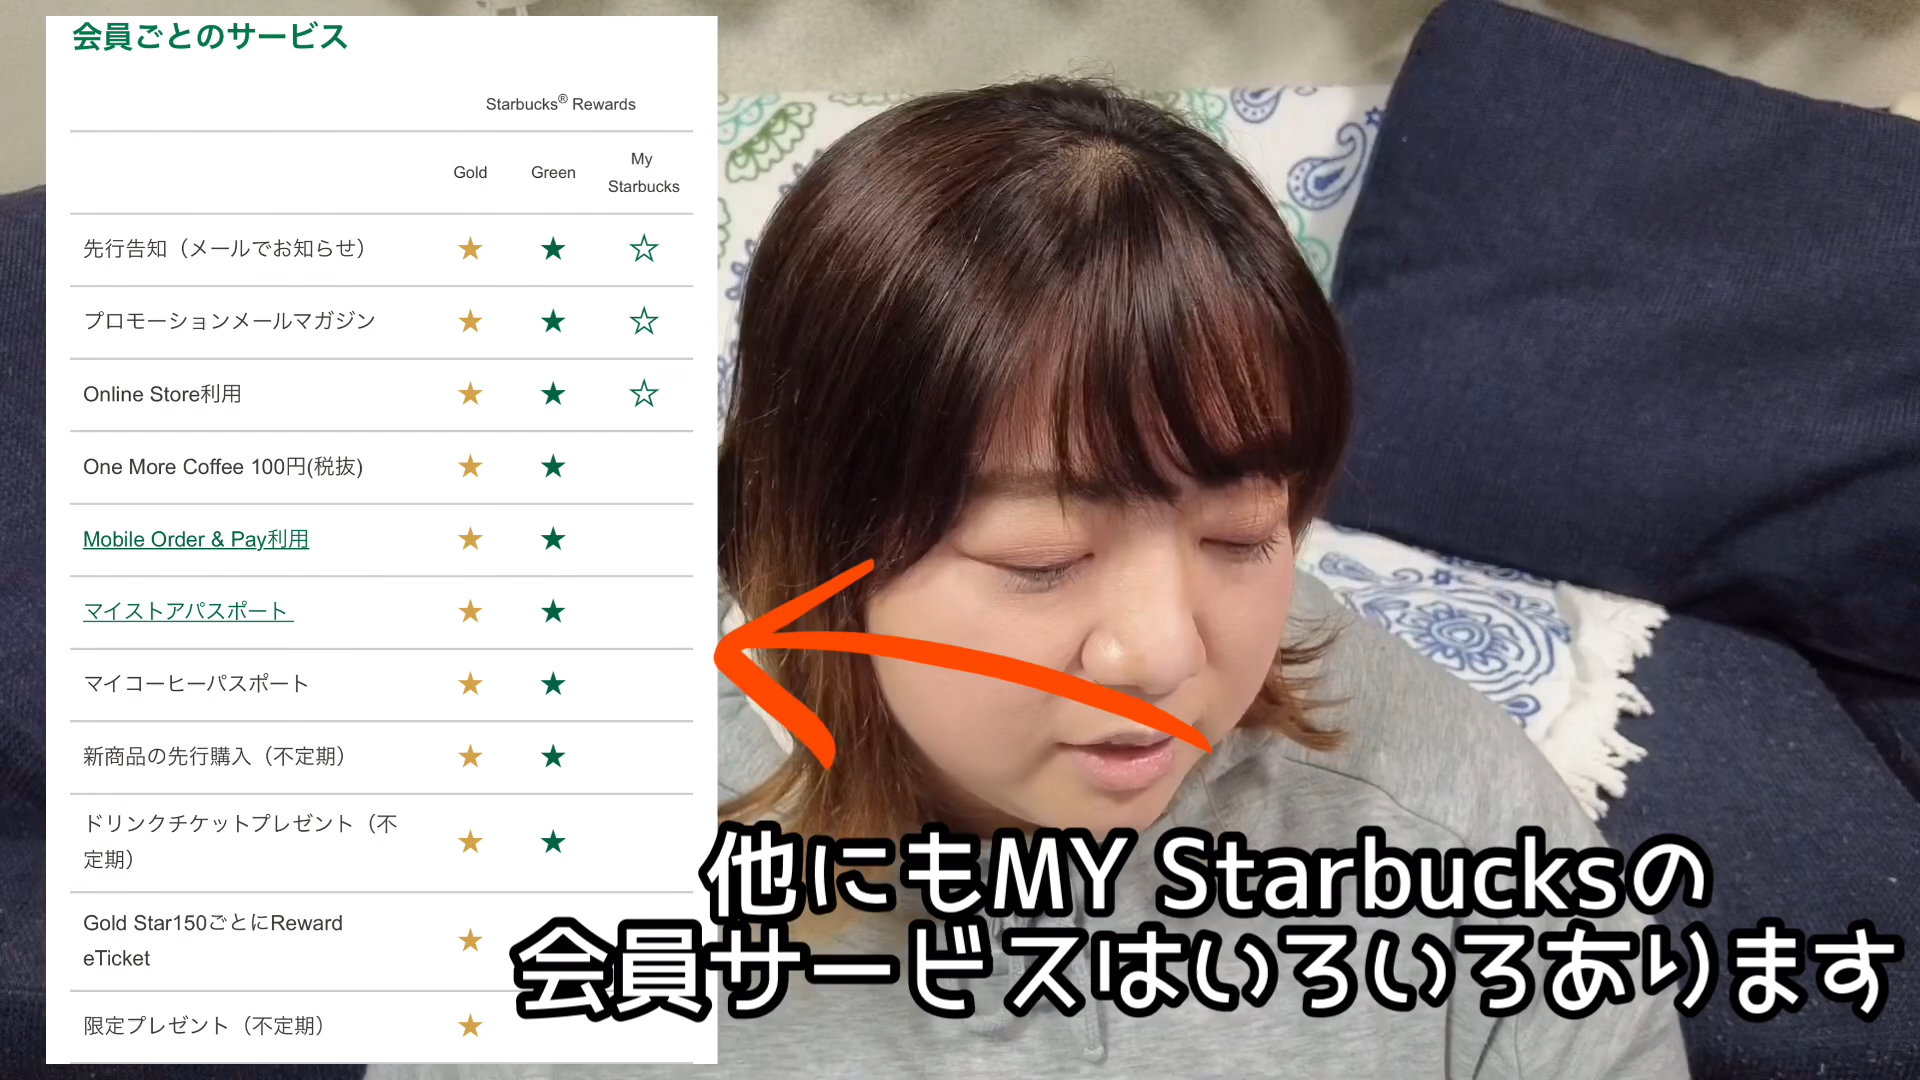 会員ごとのサービス
Starbucks® Rewards
Gold Green My Starbucks
先行告知（メールでお知らせ） ★ ★ ☆
プロモーションメールマガジン ★ ★ ☆
Online Store利用 ★ ★ ☆
One More Coffee 100円(税抜) ★ ★
Mobile Order & Pay利用 ★ ★
マイストアパスポート ★ ★
マイコーヒーパスポート ★ ★
新商品の先行購入（不定期） ★ ★
ドリンクチケットプレゼント（不
定期） ★ ★
Gold Star150ごとにReward
eTicket ★
限定プレゼント（不定期） ★
他にもMY Starbucksの
会員サービスはいろいろあります